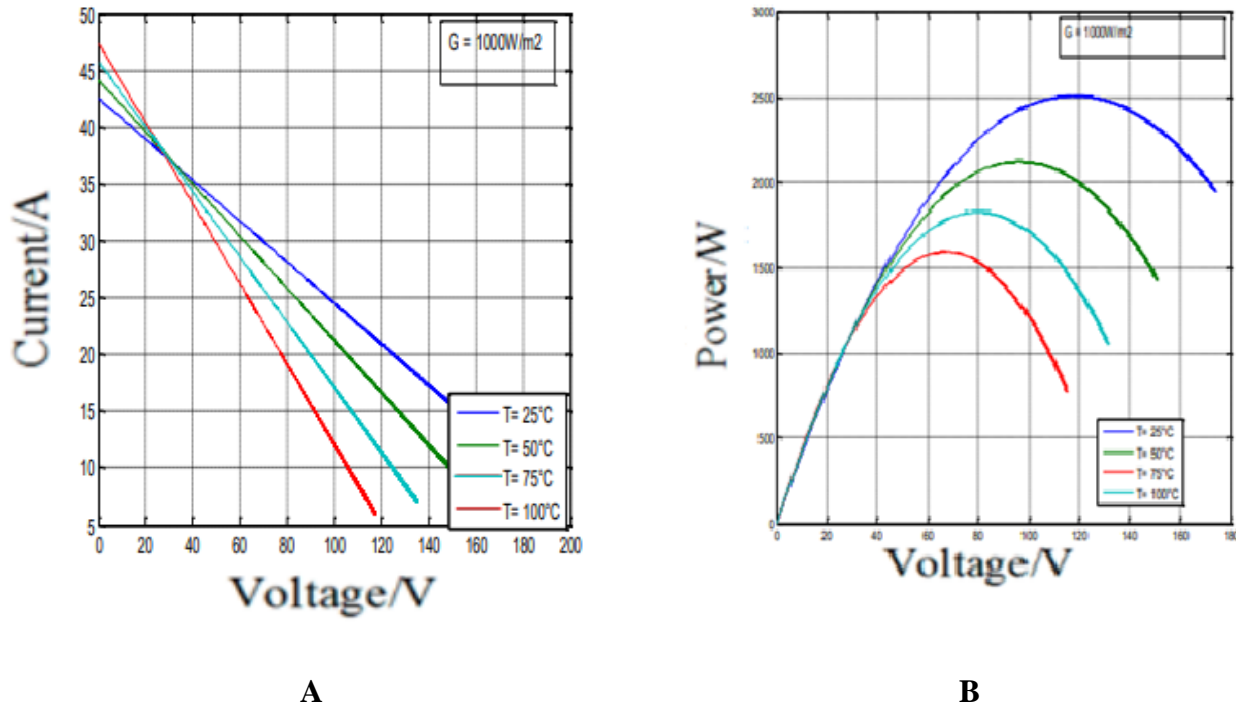 50
45
40
35
30
25
20
15
10
5
Current/A
G = 1000W/m2
T= 25°C
T= 50°C
T= 75°C
T= 100°C
0 20 40 60 80 100 120 140 160 180 200
Voltage/V
A
3000
2500
2000
1500
1000
500
0
Power/W
G = 1000W/m2
T= 25°C
T= 50°C
T= 75°C
T= 100°C
0 20 40 60 80 100 120 140 160 180
Voltage/V
B